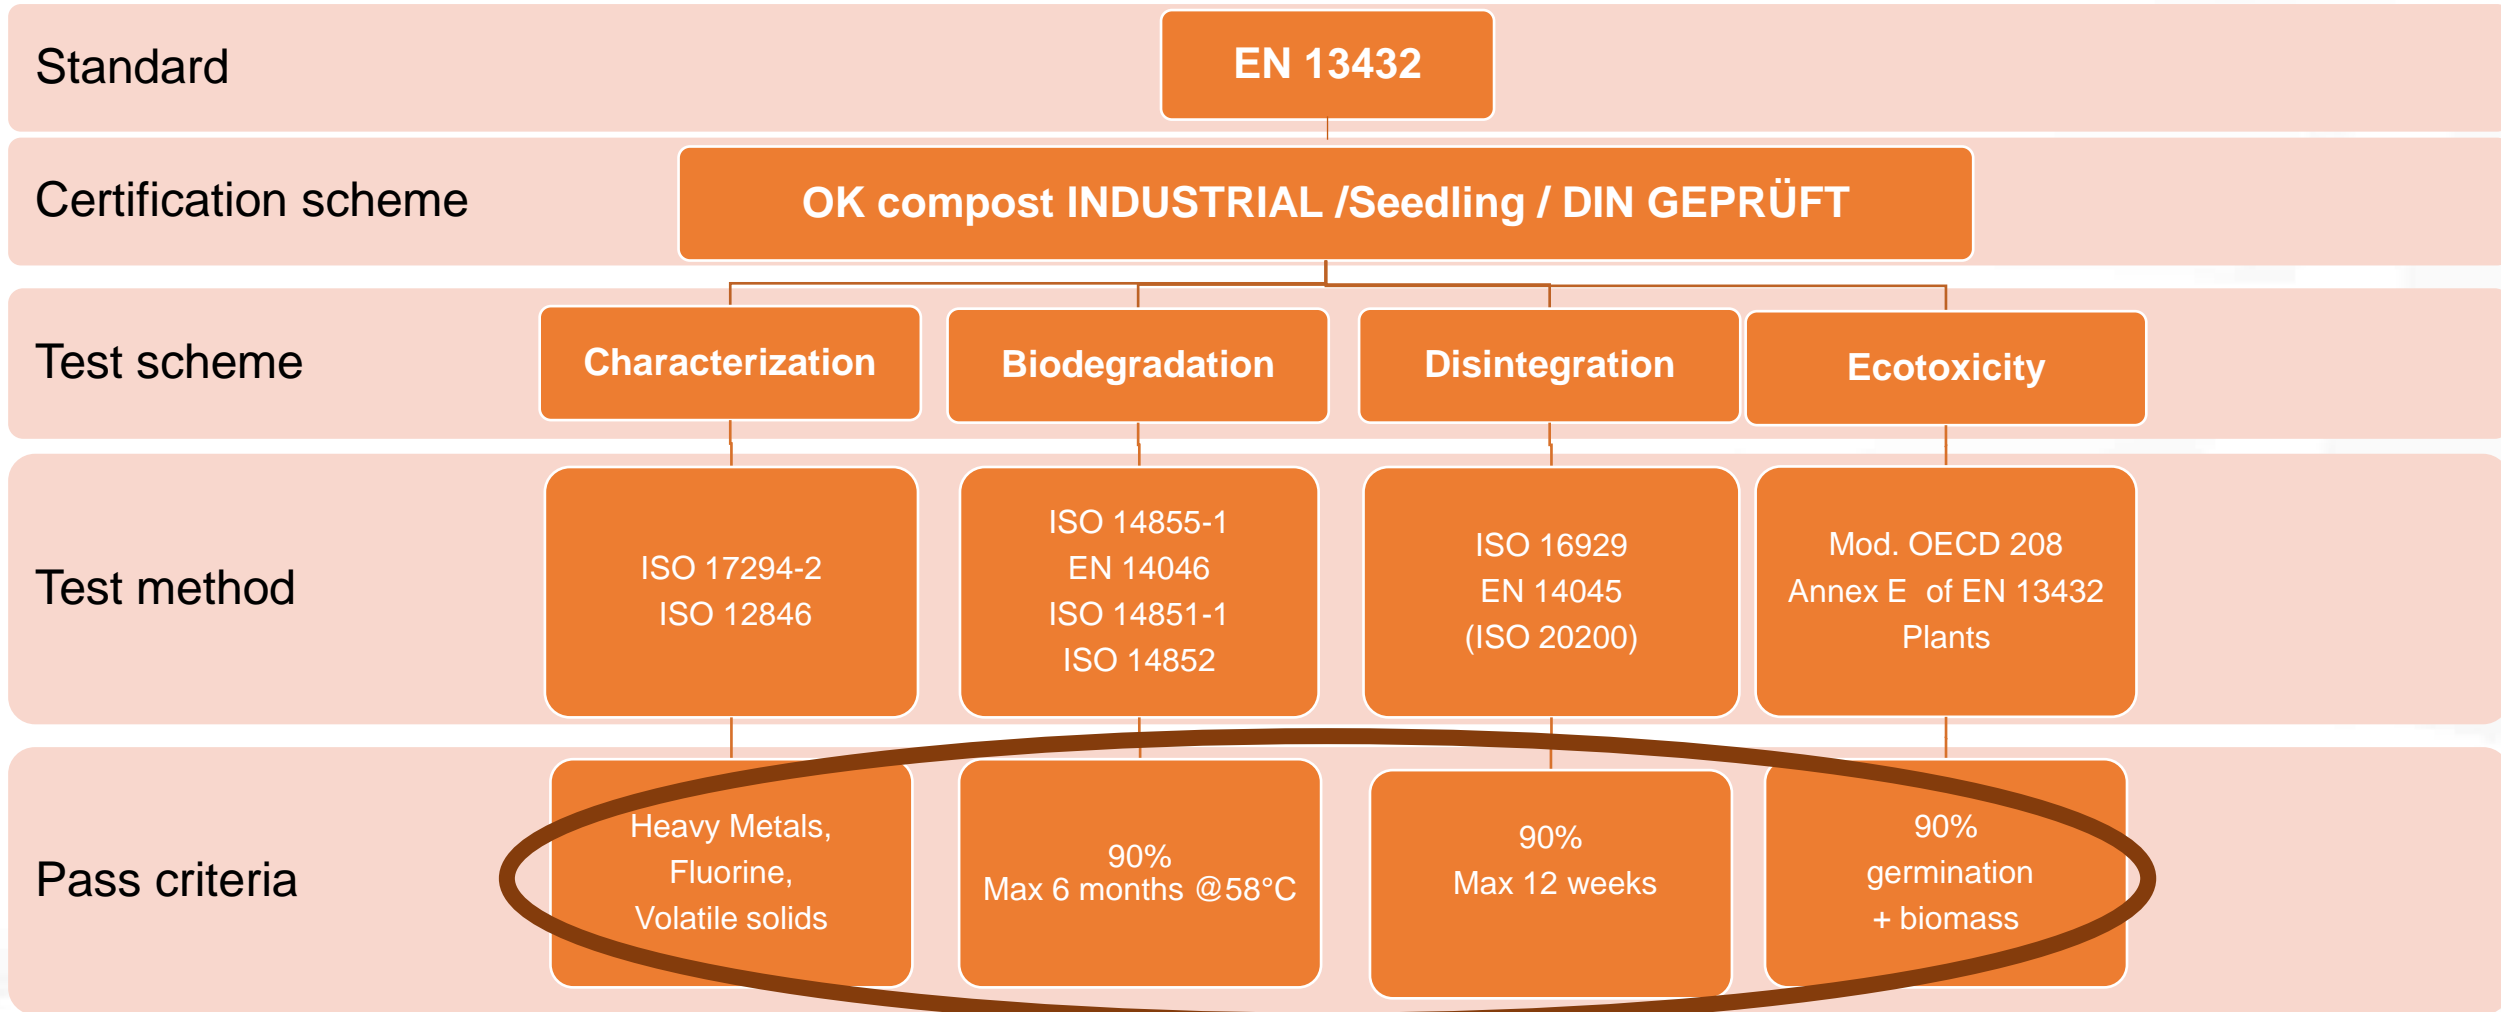 Standard
EN 13432
Certification scheme
OK compost INDUSTRIAL /Seedling / DIN GEPRÜFT
Test scheme
Characterization
Biodegradation
Disintegration
Ecotoxicity
Test method
ISO 17294-2
ISO 12846
ISO 14855-1
EN 14046
ISO 14851-1
ISO 14852
ISO 16929
EN 14045
(ISO 20200)
Mod. OECD 208
Annex E of EN 13432
Plants
Pass criteria
Heavy Metals,
Fluorine,
Volatile solids
90%
Max 6 months @58°C
90%
Max 12 weeks
90%
germination
+ biomass